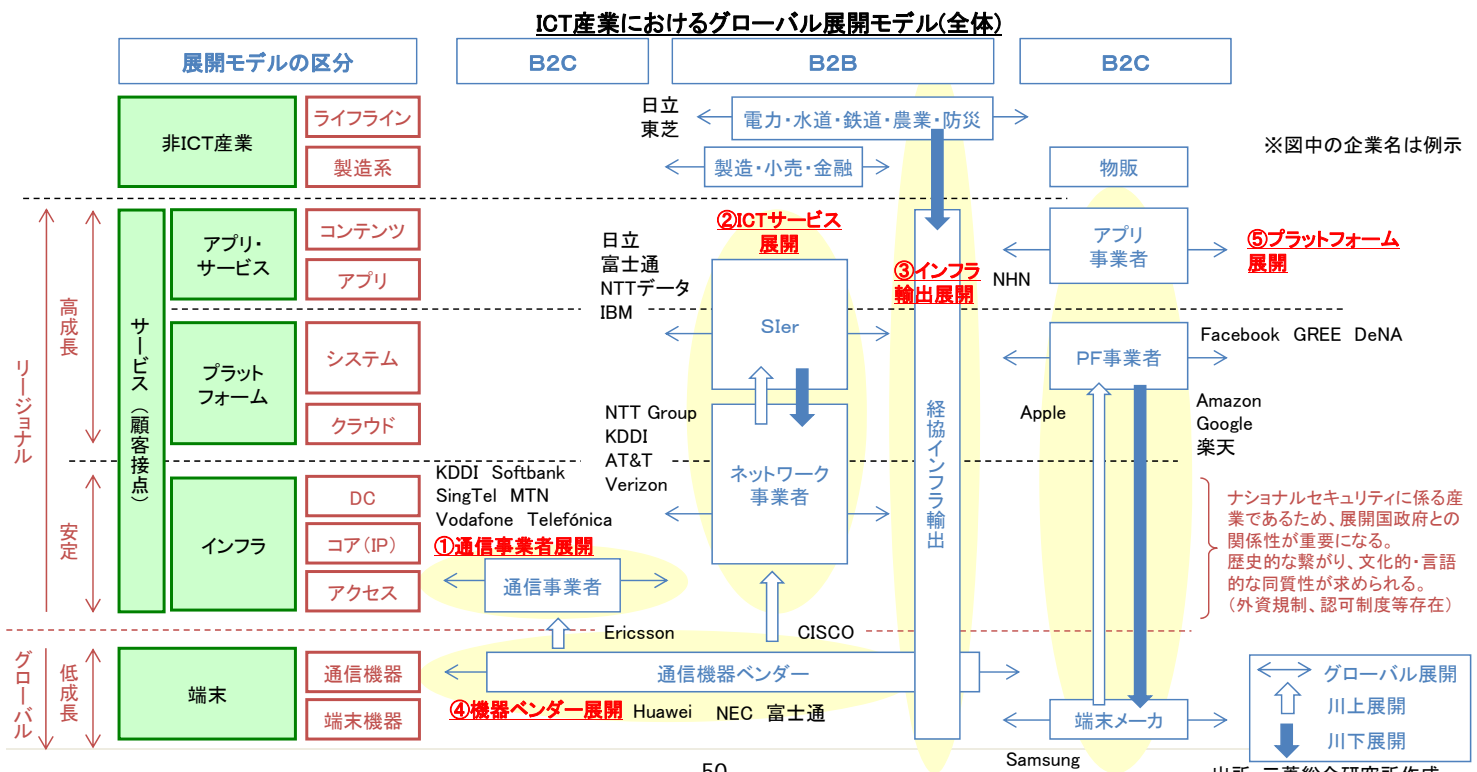 ICT産業におけるグローバル展開モデル(全体)
展開モデルの区分
B2C
B2B
B2C
非ICT産業
ライフライン
製造系
日立
東芝
電力・水道・鉄道・農業・防災
製造・小売・金融
物販
※図中の企業名は例示
リージョナル
高成長
安定
サービス（顧客接点）
アプリ・
サービス
コンテンツ
アプリ
プラット
フォーム
システム
クラウド
インフラ
DC
コア（IP）
アクセス
②ICTサービス
展開
日立
富士通
NTTデータ
IBM
SIer
③インフラ
輸出展開
NHN
アプリ
事業者
⑤プラットフォーム
展開
Facebook GREE DeNA
PF事業者
Apple
Amazon
Google
楽天
NTT Group
KDDI
AT&T
Verizon
ネットワーク
事業者
経協インフラ輸出
KDDI Softbank
SingTel MTN
Vodafone Telefónica
①通信事業者展開
通信事業者
ナショナルセキュリティに係る産
業であるため、展開国政府との
関係性が重要になる。
歴史的な繋がり、文化的・言語
的な同質性が求められる。
（外資規制、認可制度等存在）
Ericsson
CISCO
グローバル
低成長
端末
通信機器
端末機器
通信機器ベンダー
④機器ベンダー展開
Huawei NEC 富士通
端末メーカ
Samsung
グローバル展開
川上展開
川下展開
50